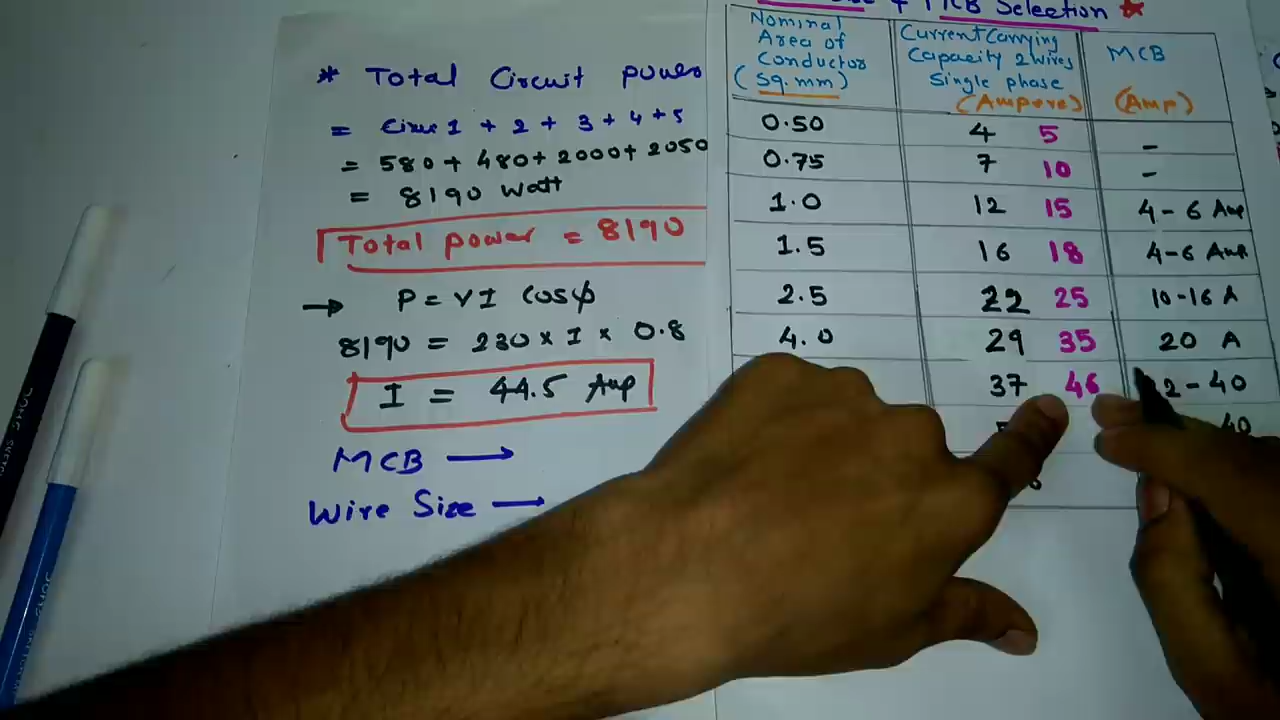 * Total Circuit power
= Circu 1 + 2 + 3 + 4 + 5
= 580 + 480 + 2000 + 2050
= 8190 Watt
Total power = 8190
→ P = VI cosφ
8190 = 230 × I × 0.8
I = 44.5 Amp
MCB →
Wire Size →
MCB Selection ★
Nominal Area of Conductor (sq.mm)
Current Carrying Capacity 2 wires Single phase (Ampere)
MCB (Amp)
0.50 4 5 -
0.75 7 10 -
1.0 12 15 4-6 Amp
1.5 16 18 4-6 Amp
2.5 22 25 10-16 A
4.0 29 35 20 A
37 46 2-40
40